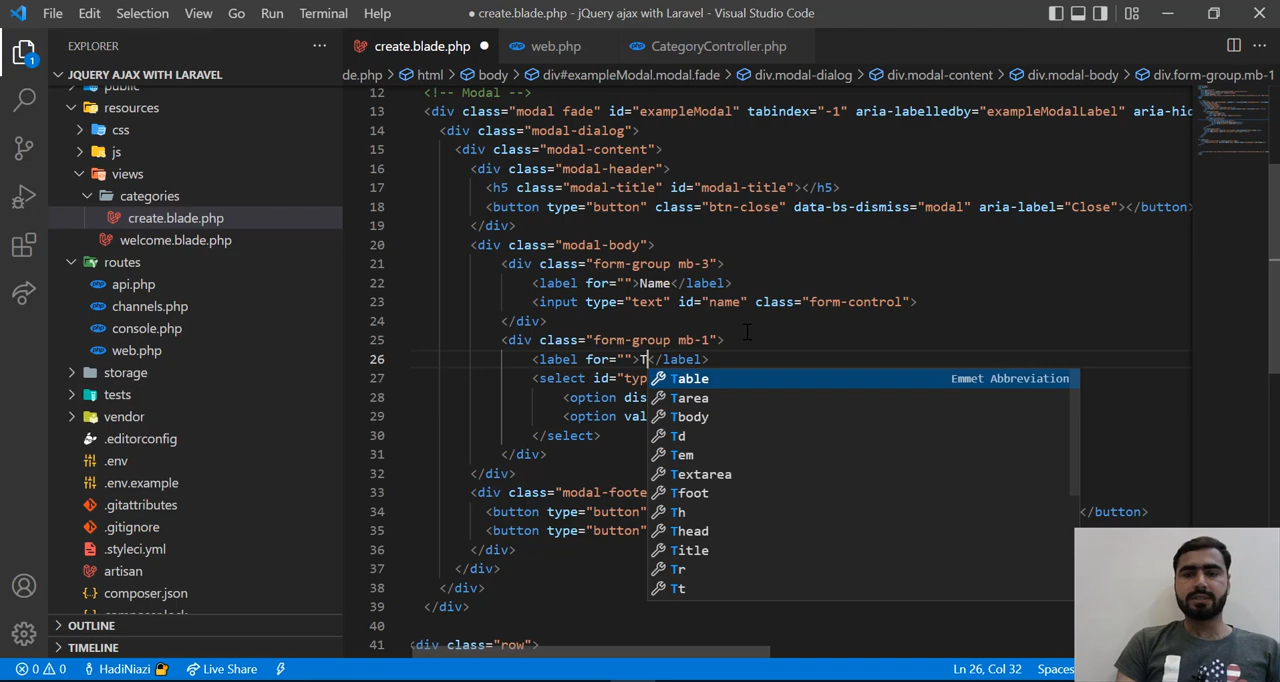 File Edit Selection View Go Run Terminal Help
● create.blade.php - jQuery ajax with Laravel - Visual Studio Code
EXPLORER
create.blade.php
web.php
CategoryController.php
1
JQUERY AJAX WITH LARAVEL
de.php > html > body > div#exampleModal.modal.fade > div.modal-dialog > div.modal-content > div.modal-body > div.form-group.mb-1
public
resources
css
js
views
categories
create.blade.php
welcome.blade.php
routes
api.php
channels.php
console.php
web.php
storage
tests
vendor
.editorconfig
.env
.env.example
.gitattributes
.gitignore
.styleci.yml
artisan
composer.json
composer.lock
OUTLINE
TIMELINE
12 <!-- Modal -->
13 <div class="modal fade" id="exampleModal" tabindex="-1" aria-labelledby="exampleModalLabel" aria-hid
14 <div class="modal-dialog">
15 <div class="modal-content">
16 <div class="modal-header">
17 <h5 class="modal-title" id="modal-title"></h5>
18 <button type="button" class="btn-close" data-bs-dismiss="modal" aria-label="Close"></button>
19 </div>
20 <div class="modal-body">
21 <div class="form-group mb-3">
22 <label for="">Name</label>
23 <input type="text" id="name" class="form-control">
24 </div>
25 <div class="form-group mb-1">
26 <label for="">T</label>
27 <select id="typ
28 <option dis
29 <option val
30 </select>
31 </div>
32 </div>
33 <div class="modal-foote
34 <button type="button" </button>
35 <button type="button"
36 </div>
37 </div>
38 </div>
39 </div>
40
41 <div class="row">
Table Emmet Abbreviation
Tarea
Tbody
Td
Tem
Textarea
Tfoot
Th
Thead
Title
Tr
Tt
0 0 HadiNiazi Live Share Ln 26, Col 32 Spaces